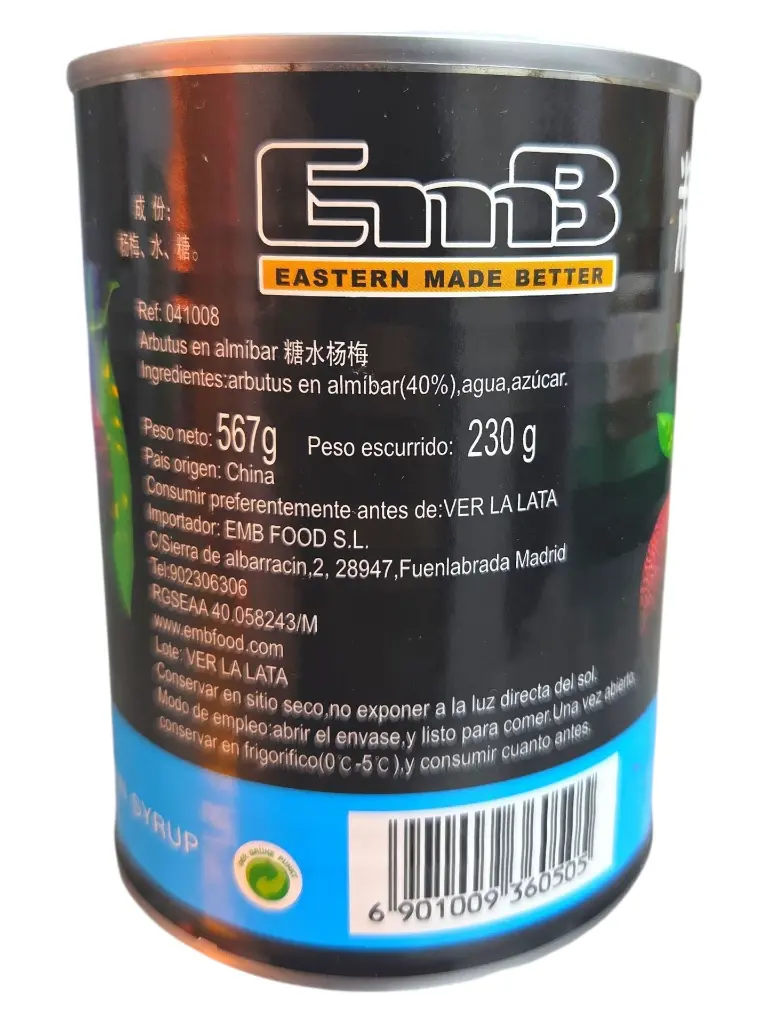 EmB
EASTERN MADE BETTER
成 份:
杨梅、水、糖。
Ref: 041008
Arbutus en almíbar 糖水杨梅
Ingredientes:arbutus en almíbar(40%),agua,azúcar.
Peso neto: 567g Peso escurrido: 230 g
Pais origen: China
Consumir preferentemente antes de:VER LA LATA
Importador: EMB FOOD S.L.
C/Sierra de albarracin,2, 28947,Fuenlabrada Madrid
Tel:902306306
RGSEAA 40.058243/M
www.embfood.com
Lote: VER LA LATA
Conservar en sitio seco,no exponer a la luz directa del sol.
Modo de empleo:abrir el envase,y listo para comer.Una vez abierto,
conservar en frigorifico(0℃-5℃),y consumir cuanto antes.
SYRUP
DER GRÜNE PUNKT
6 901009 360505